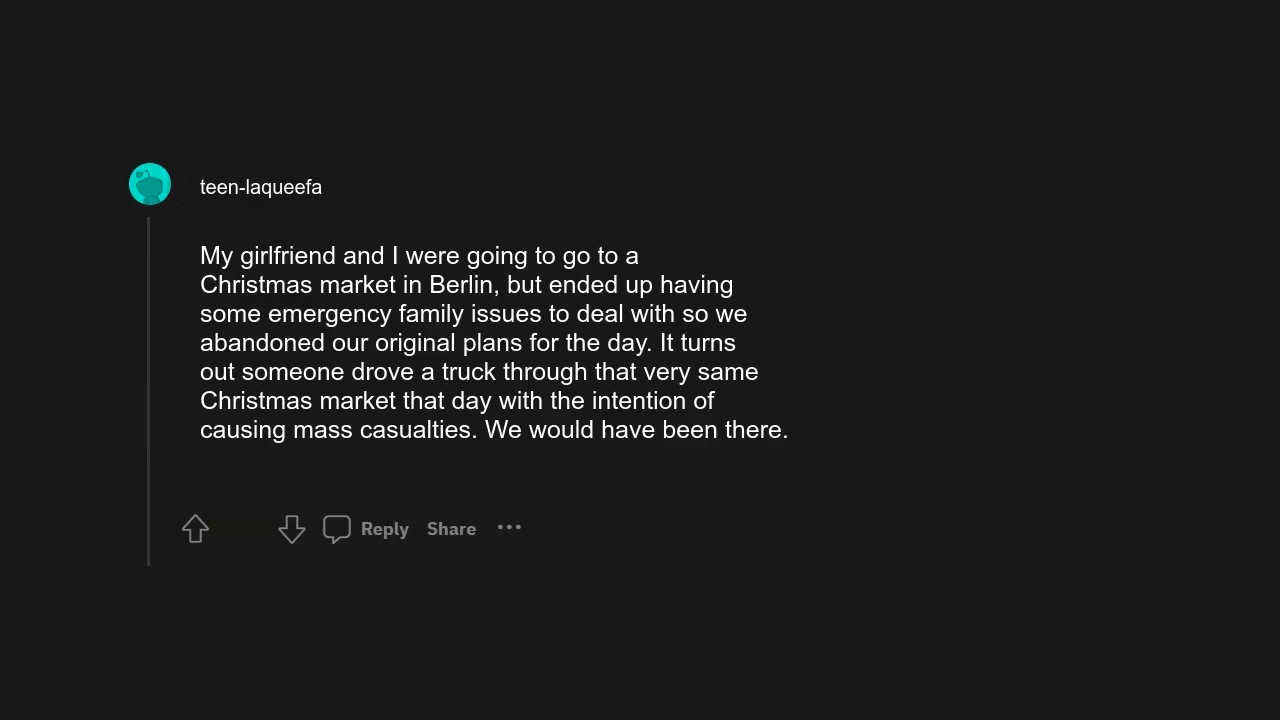 teen-laqueefa
My girlfriend and I were going to go to a
Christmas market in Berlin, but ended up having
some emergency family issues to deal with so we
abandoned our original plans for the day. It turns
out someone drove a truck through that very same
Christmas market that day with the intention of
causing mass casualties. We would have been there.
Reply Share